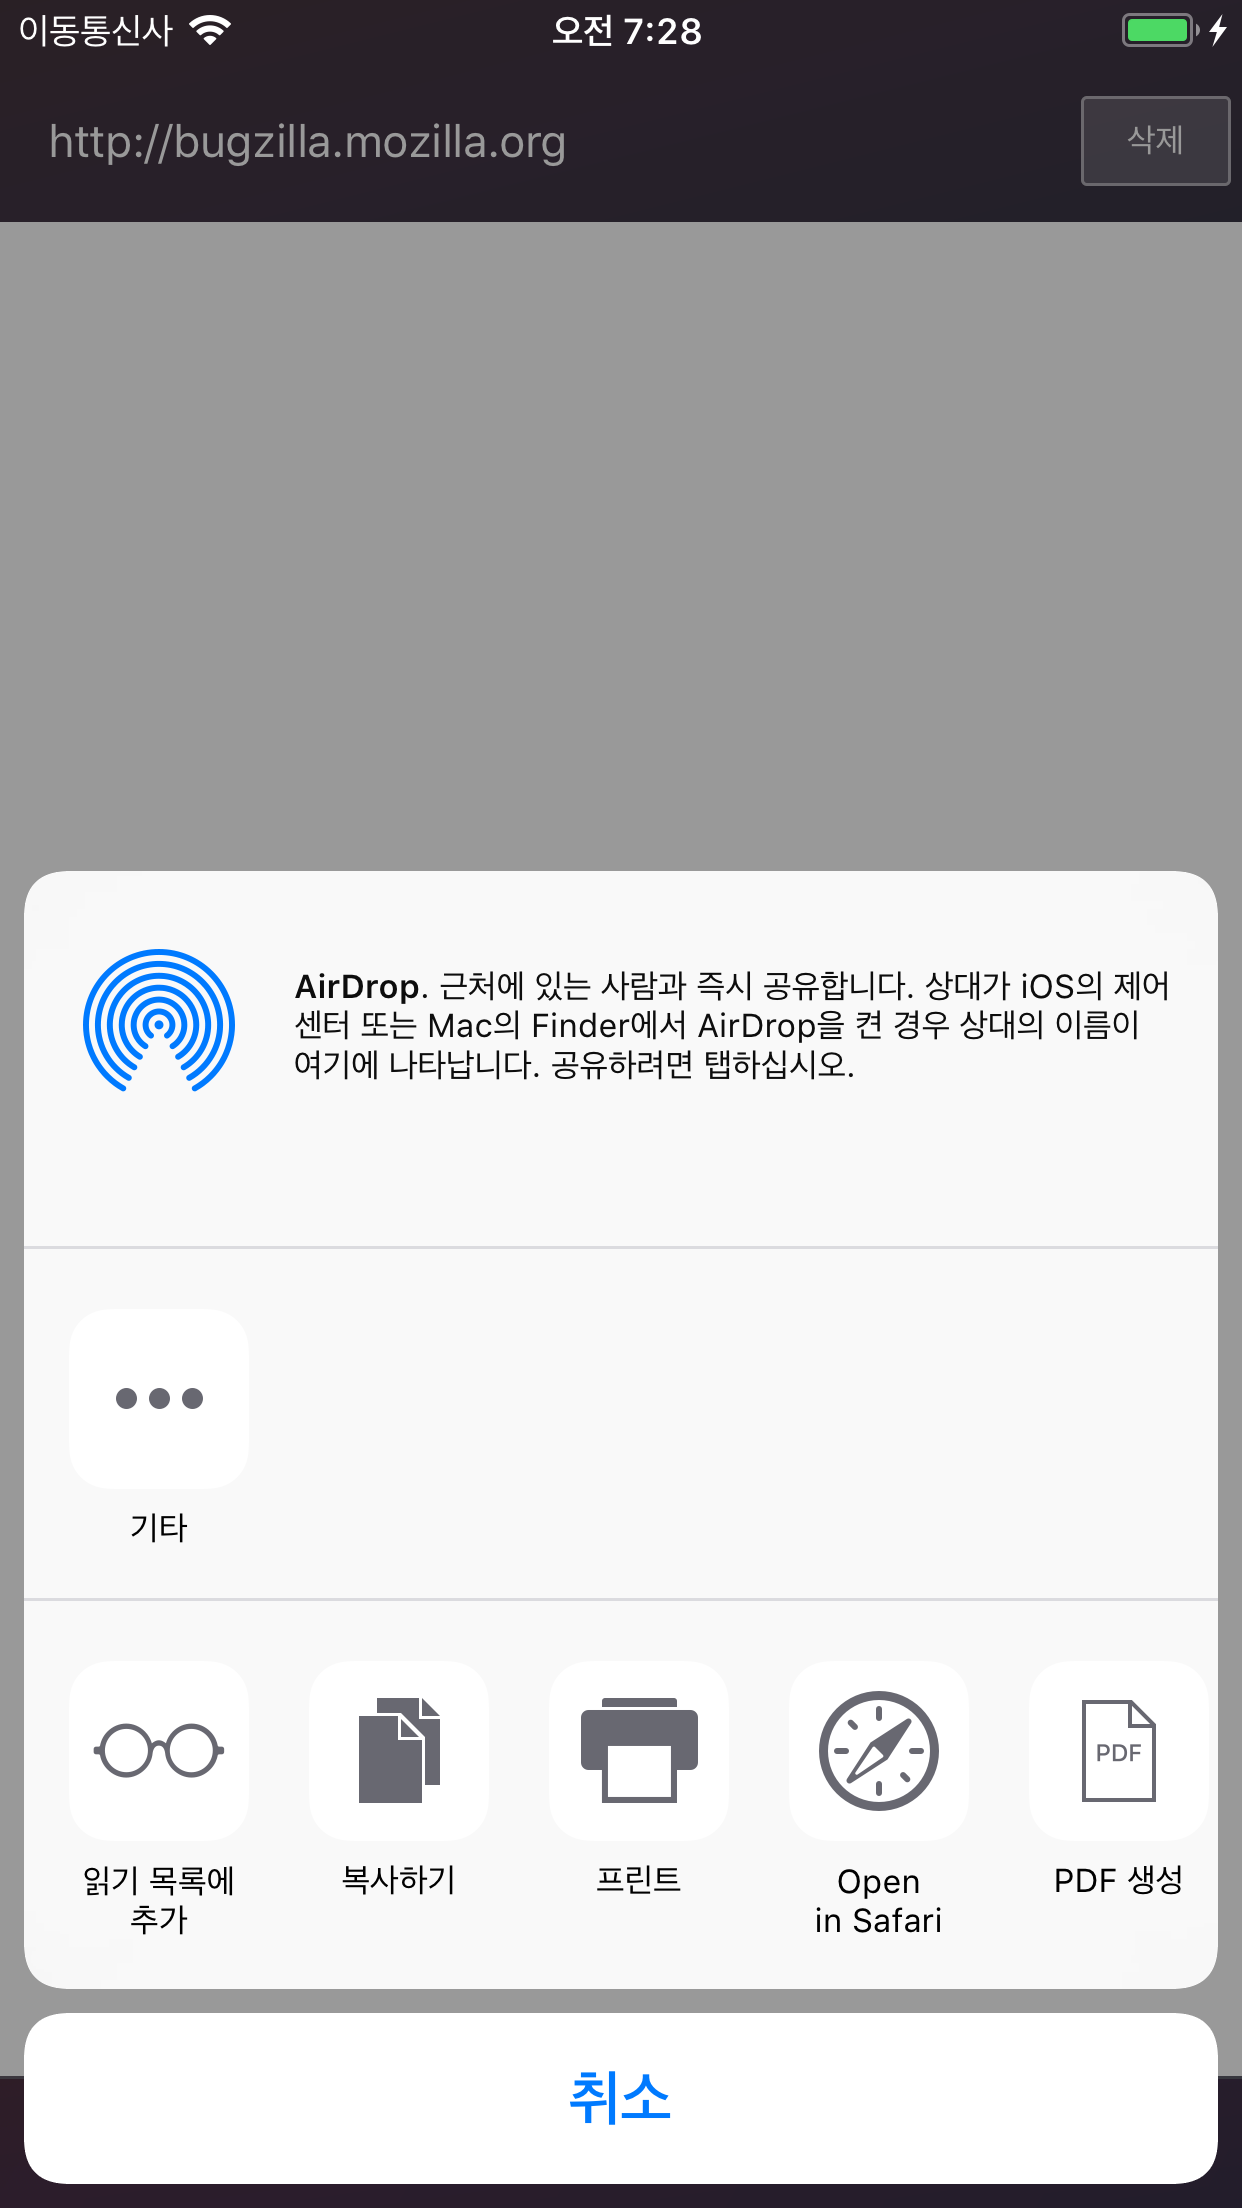 이동통신사
오전 7:28
http://bugzilla.mozilla.org
삭제
AirDrop. 근처에 있는 사람과 즉시 공유합니다. 상대가 iOS의 제어
센터 또는 Mac의 Finder에서 AirDrop을 켠 경우 상대의 이름이
여기에 나타납니다. 공유하려면 탭하십시오.
기타
PDF
읽기 목록에
추가
복사하기
프린트
Open
in Safari
PDF 생성
취소